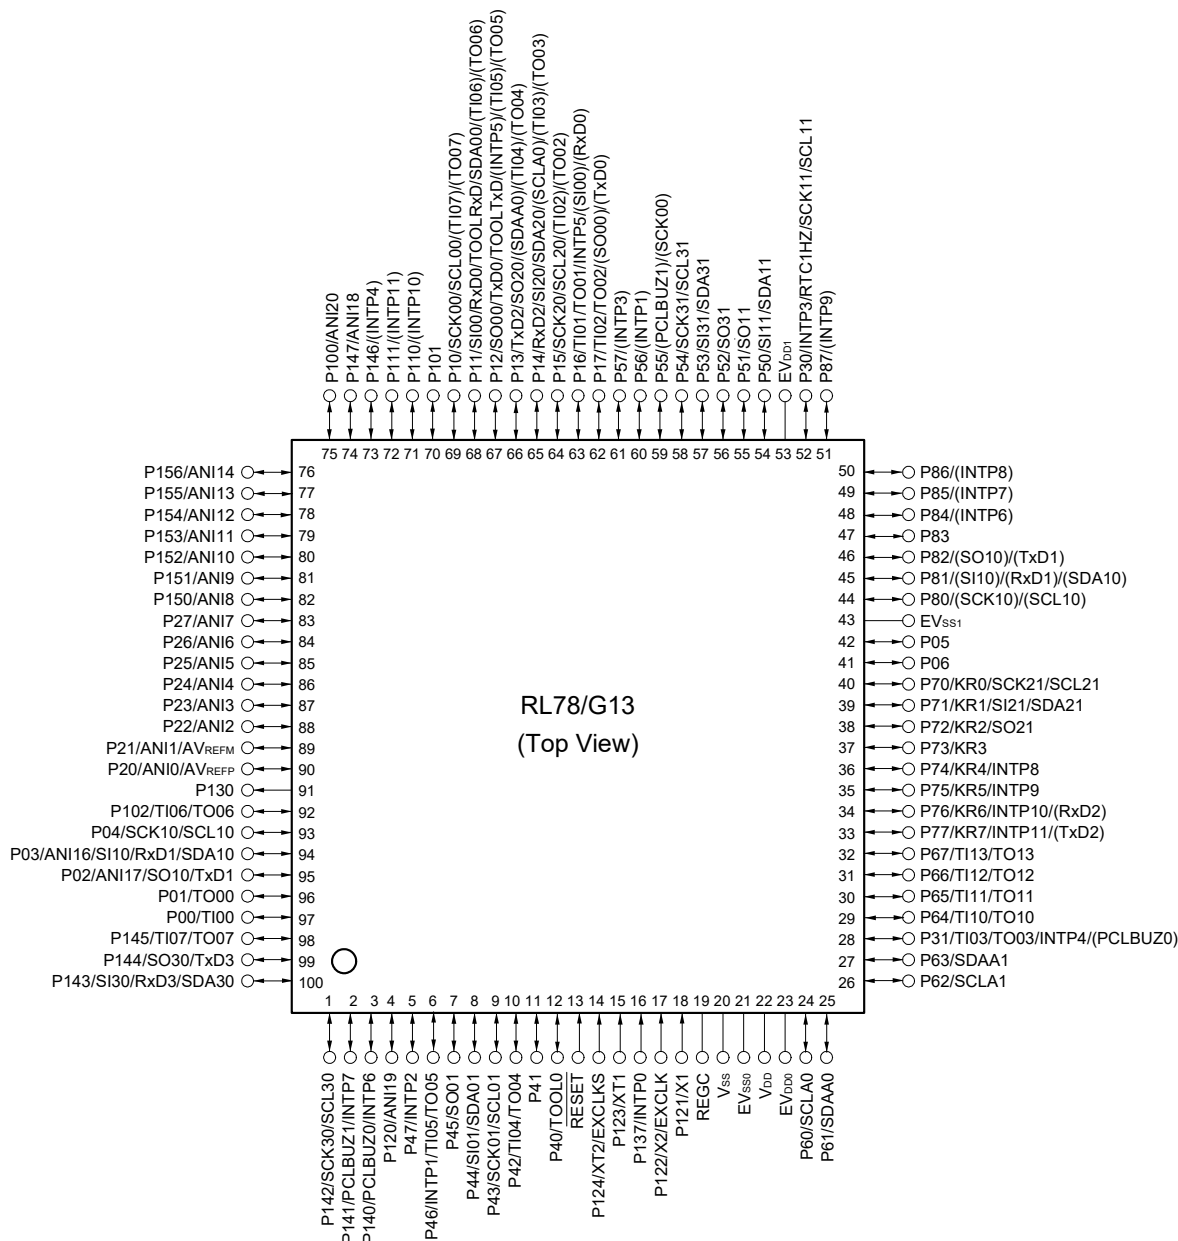 P100/ANI20
P147/ANI18
P146/(INTP4)
P111/(INTP11)
P110/(INTP10)
P101
P10/SCK00/SCL00/(TI07)/(TO07)
P11/SI00/RxD0/TOOLRxD/SDA00/(TI06)/(TO06)
P12/SO00/TxD0/TOOLTxD/(INTP5)/(TI05)/(TO05)
P13/TxD2/SO20/(SDAA0)/(TI04)/(TO04)
P14/RxD2/SI20/SDA20/(SCLA0)/(TI03)/(TO03)
P15/SCK20/SCL20/(TI02)/(TO02)
P16/TI01/TO01/INTP5/(SI00)/(RxD0)
P17/TI02/TO02/(SO00)/(TxD0)
P57/(INTP3)
P56/(INTP1)
P55/(PCLBUZ1)/(SCK00)
P54/SCK31/SCL31
P53/SI31/SDA31
P52/SO31
P51/SO11
P50/SI11/SDA11
EVDD1
P30/INTP3/RTC1HZ/SCK11/SCL11
P87/(INTP9)
75 74 73 72 71 70 69 68 67 66 65 64 63 62 61 60 59 58 57 56 55 54 53 52 51
P156/ANI14 76
P155/ANI13 77
P154/ANI12 78
P153/ANI11 79
P152/ANI10 80
P151/ANI9 81
P150/ANI8 82
P27/ANI7 83
P26/ANI6 84
P25/ANI5 85
P24/ANI4 86
P23/ANI3 87
P22/ANI2 88
P21/ANI1/AVREFM 89
P20/ANI0/AVREFP 90
P130 91
P102/TI06/TO06 92
P04/SCK10/SCL10 93
P03/ANI16/SI10/RxD1/SDA10 94
P02/ANI17/SO10/TxD1 95
P01/TO00 96
P00/TI00 97
P145/TI07/TO07 98
P144/SO30/TxD3 99
P143/SI30/RxD3/SDA30 100
RL78/G13
(Top View)
50 P86/(INTP8)
49 P85/(INTP7)
48 P84/(INTP6)
47 P83
46 P82/(SO10)/(TxD1)
45 P81/(SI10)/(RxD1)/(SDA10)
44 P80/(SCK10)/(SCL10)
43 EVSS1
42 P05
41 P06
40 P70/KR0/SCK21/SCL21
39 P71/KR1/SI21/SDA21
38 P72/KR2/SO21
37 P73/KR3
36 P74/KR4/INTP8
35 P75/KR5/INTP9
34 P76/KR6/INTP10/(RxD2)
33 P77/KR7/INTP11/(TxD2)
32 P67/TI13/TO13
31 P66/TI12/TO12
30 P65/TI11/TO11
29 P64/TI10/TO10
28 P31/TI03/TO03/INTP4/(PCLBUZ0)
27 P63/SDAA1
26 P62/SCLA1
1 2 3 4 5 6 7 8 9 10 11 12 13 14 15 16 17 18 19 20 21 22 23 24 25
P142/SCK30/SCL30
P141/PCLBUZ1/INTP7
P140/PCLBUZ0/INTP6
P120/ANI19
P47/INTP2
P46/INTP1/TI05/TO05
P45/SO01
P44/SI01/SDA01
P43/SCK01/SCL01
P42/TI04/TO04
P41
P40/TOOL0
RESET
P124/XT2/EXCLKS
P123/XT1
P137/INTP0
P122/X2/EXCLK
P121/X1
REGC
VSS
EVSS0
VDD
EVDD0
P60/SCLA0
P61/SDAA0